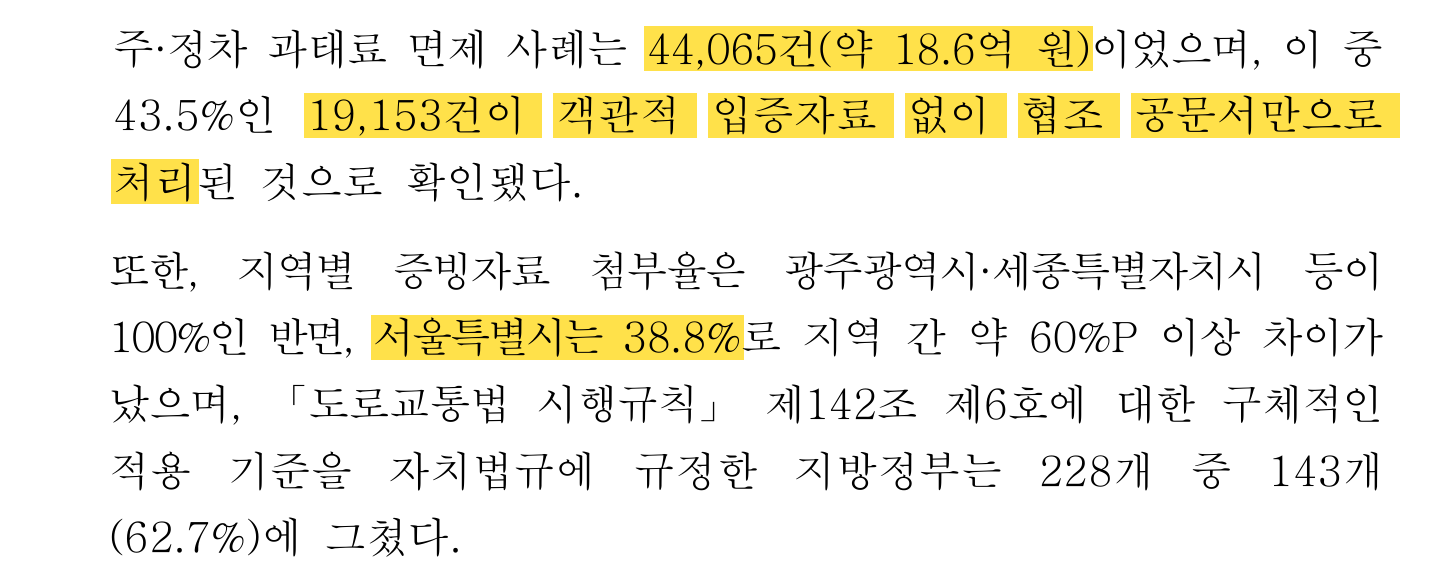 주·정차 과태료 면제 사례는 44,065건(약 18.6억 원)이었으며, 이 중
43.5%인 19,153건이 객관적 입증자료 없이 협조 공문서만으로
처리된 것으로 확인됐다.
또한, 지역별 증빙자료 첨부율은 광주광역시·세종특별자치시 등이
100%인 반면, 서울특별시는 38.8%로 지역 간 약 60%P 이상 차이가
났으며, 「도로교통법 시행규칙」 제142조 제6호에 대한 구체적인
적용 기준을 자치법규에 규정한 지방정부는 228개 중 143개
(62.7%)에 그쳤다.